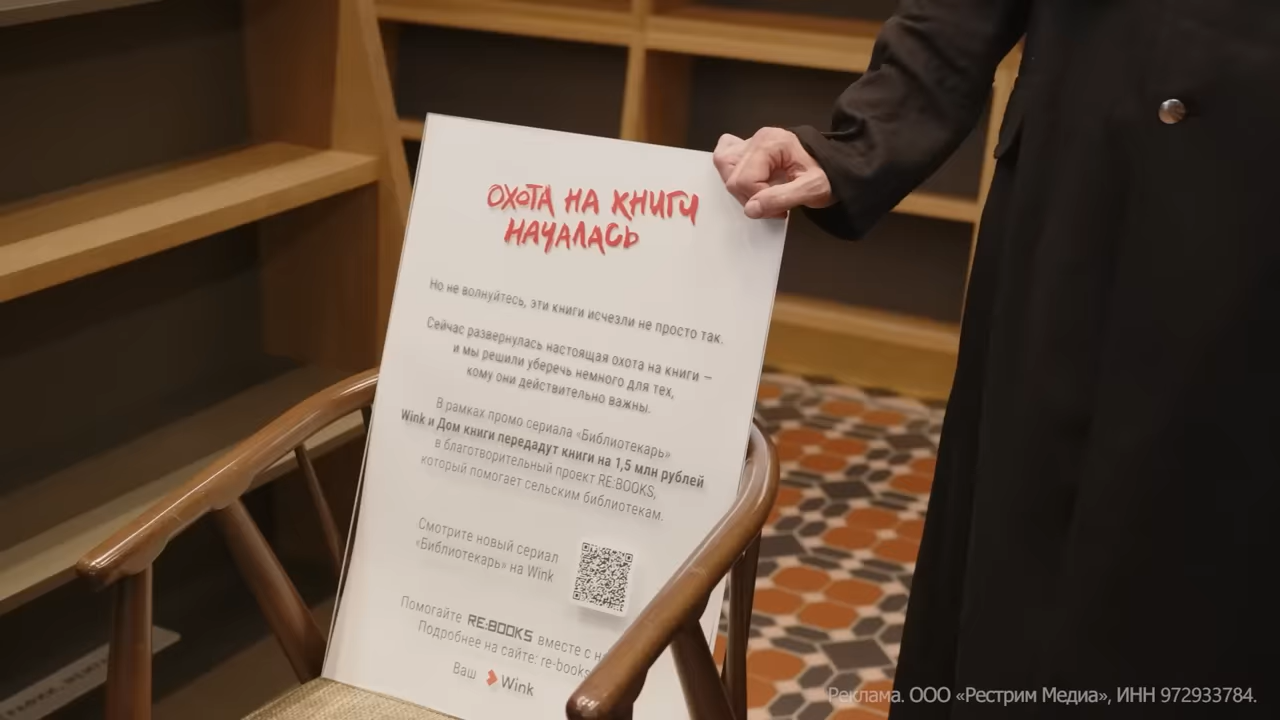 ОХОТА НА КНИГИ
НАЧАЛАСЬ
Но не волнуйтесь, эти книги исчезли не просто так.
Сейчас развернулась настоящая охота на книги –
и мы решили уберечь немного для тех,
кому они действительно важны.
В рамках промо сериала «Библиотекарь»
Wink и Дом книги передадут книги на 1,5 млн рублей
в благотворительный проект RE:BOOKS,
который помогает сельским библиотекам.
Смотрите новый сериал
«Библиотекарь» на Wink
Помогайте RE:BOOKS вместе с
Подробнее на сайте: re-books
Ваш Wink
Реклама. ООО «Рестрим Медиа», ИНН 972933784.